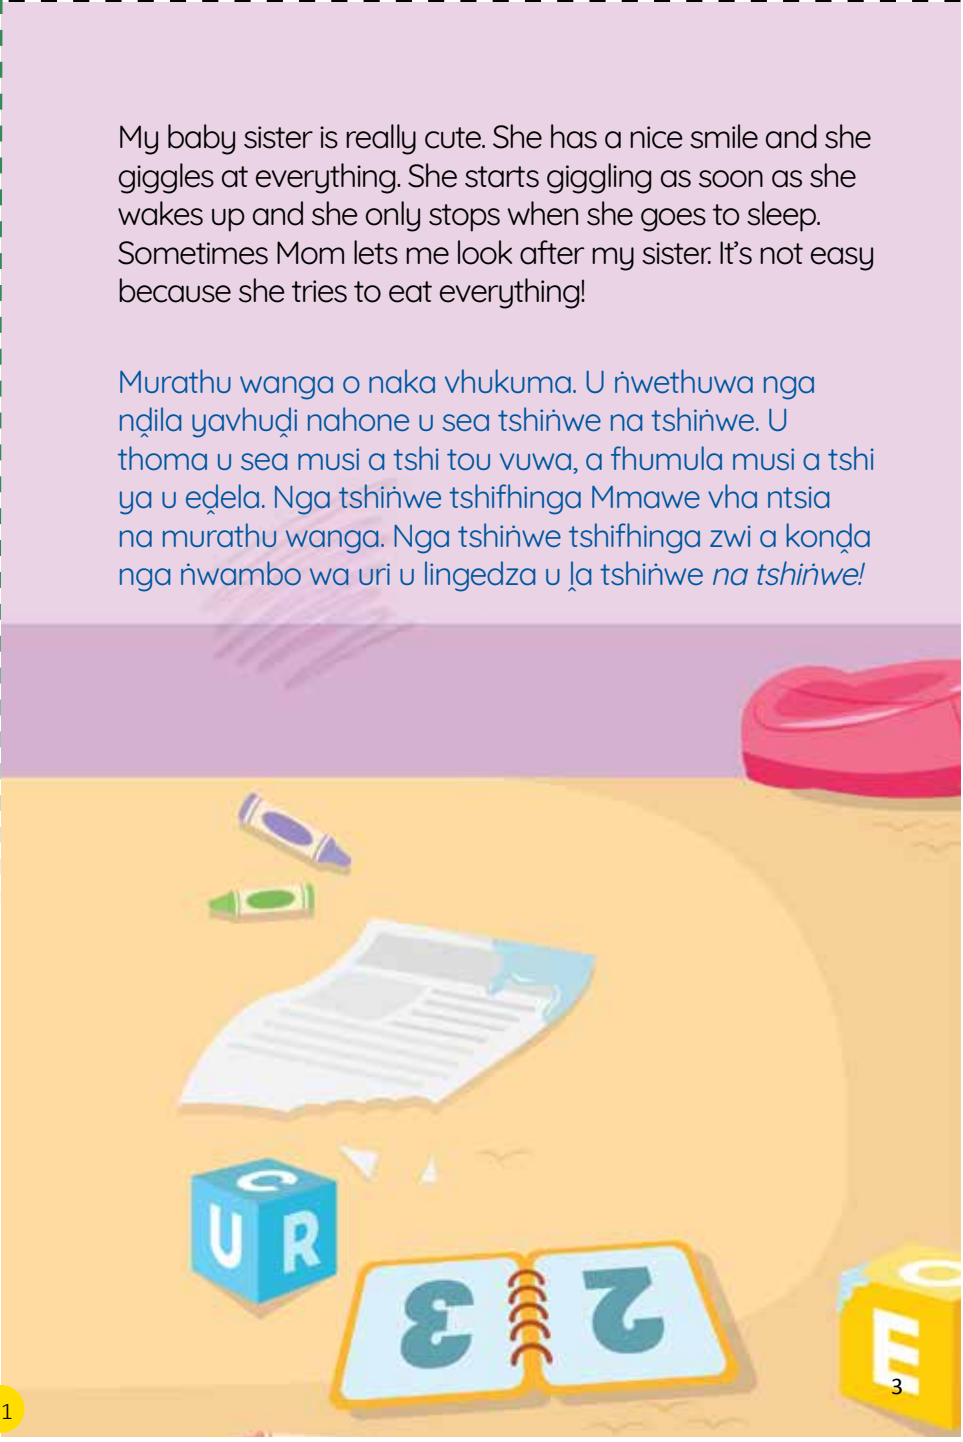 My baby sister is really cute. She has a nice smile and she
giggles at everything. She starts giggling as soon as she
wakes up and she only stops when she goes to sleep.
Sometimes Mom lets me look after my sister. It’s not easy
because she tries to eat everything!
Murathu wanga o naka vhukuma. U ṅwethuwa nga
nḓila yavhuḓi nahone u sea tshiṅwe na tshiṅwe. U
thoma u sea musi a tshi tou vuwa, a fhumula musi a tshi
ya u eḓela. Nga tshiṅwe tshifhinga Mmawe vha ntsia
na murathu wanga. Nga tshiṅwe tshifhinga zwi a konḓa
nga ṅwambo wa uri u lingedza u ḽa tshiṅwe na tshiṅwe!
C
U R
3 2
C
E
3
1